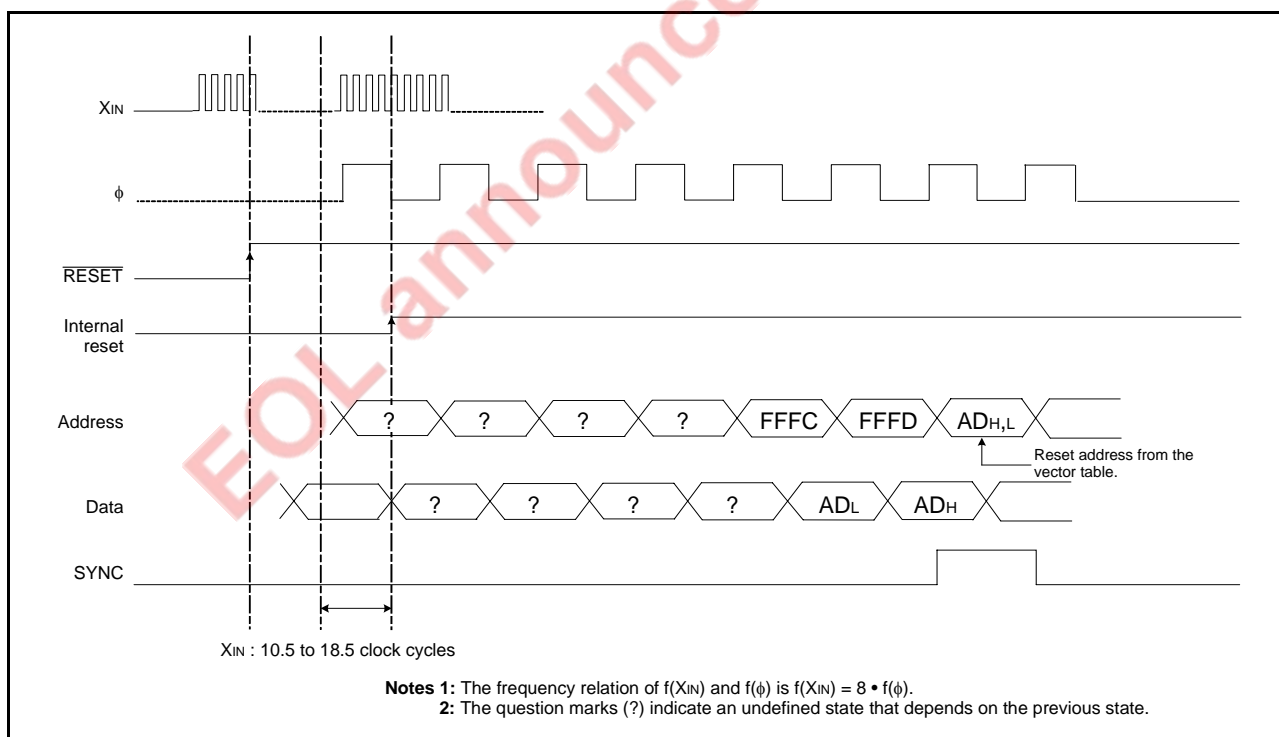 EOL announc
XIN
ϕ
RESET
Internal
reset
Address
? ? ? ? FFFC FFFD ADH,L
Reset address from the
vector table.
Data
? ? ? ? ADL ADH
SYNC
XIN : 10.5 to 18.5 clock cycles
Notes 1: The frequency relation of f(XIN) and f(ϕ) is f(XIN) = 8 • f(ϕ).
2: The question marks (?) indicate an undefined state that depends on the previous state.